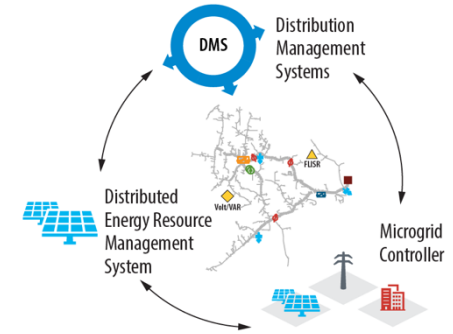 DMS
Distribution
Management
Systems
FLISR
Volt/VAR
Distributed
Energy Resource
Management
System
Microgrid
Controller